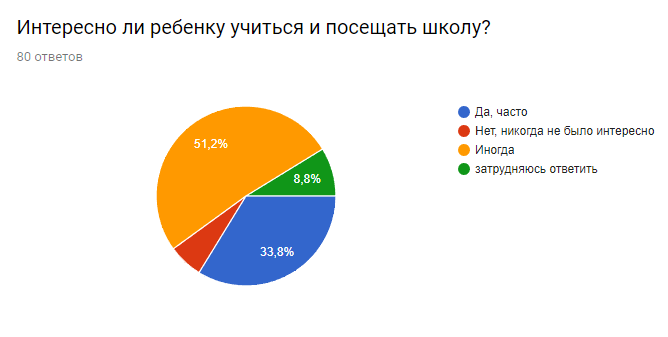 Интересно ли ребенку учиться и посещать школу?
80 ответов
Да, часто
Нет, никогда не было интересно
Иногда
затрудняюсь ответить
51,2%
8,8%
33,8%